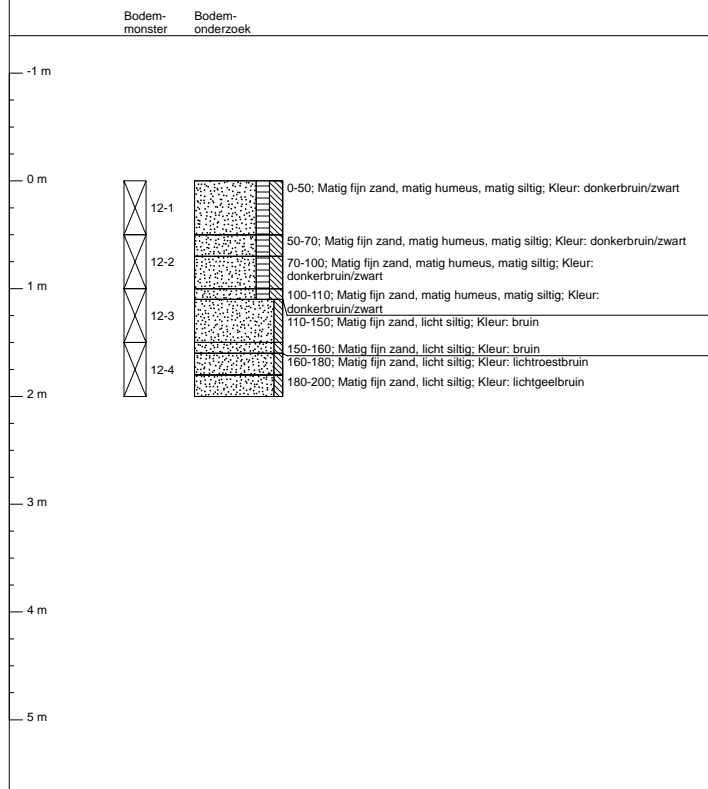 Bodem-
monster
Bodem-
onderzoek
-1 m
0 m
12-1
0-50; Matig fijn zand, matig humeus, matig siltig; Kleur: donkerbruin/zwart
12-2
50-70; Matig fijn zand, matig humeus, matig siltig; Kleur: donkerbruin/zwart
70-100; Matig fijn zand, matig humeus, matig siltig; Kleur:
donkerbruin/zwart
1 m
100-110; Matig fijn zand, matig humeus, matig siltig; Kleur:
donkerbruin/zwart
12-3
110-150; Matig fijn zand, licht siltig; Kleur: bruin
150-160; Matig fijn zand, licht siltig; Kleur: bruin
12-4
160-180; Matig fijn zand, licht siltig; Kleur: lichtroestbruin
180-200; Matig fijn zand, licht siltig; Kleur: lichtgeelbruin
2 m
3 m
4 m
5 m